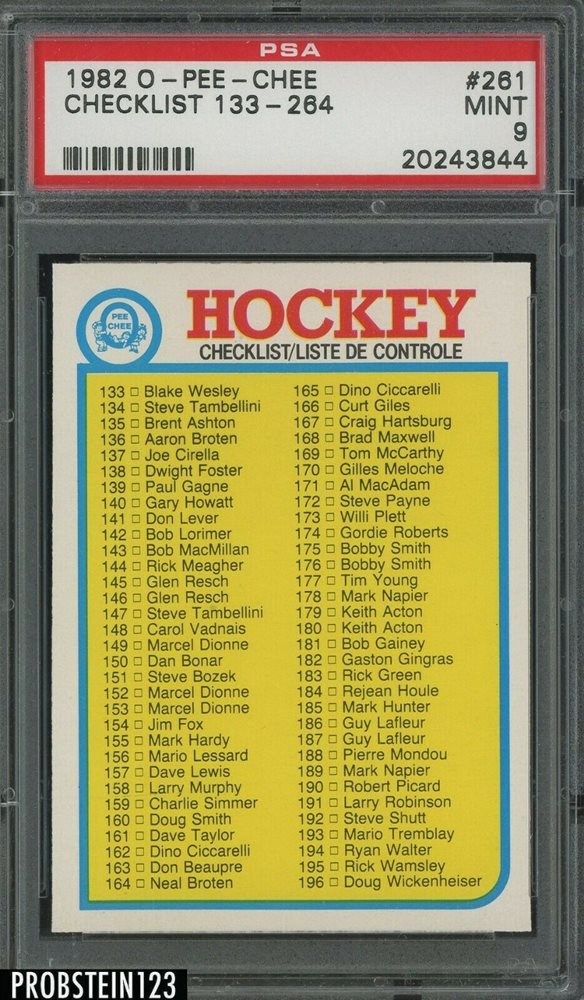 PSA
1982 O-PEE-CHEE #261
CHECKLIST 133-264 MINT
9
20243844
PEE
CHEE
HOCKEY
CHECKLIST/LISTE DE CONTROLE
133 □ Blake Wesley
134 □ Steve Tambellini
135 □ Brent Ashton
136 □ Aaron Broten
137 □ Joe Cirella
138 □ Dwight Foster
139 □ Paul Gagne
140 □ Gary Howatt
141 □ Don Lever
142 □ Bob Lorimer
143 □ Bob MacMillan
144 □ Rick Meagher
145 □ Glen Resch
146 □ Glen Resch
147 □ Steve Tambellini
148 □ Carol Vadnais
149 □ Marcel Dionne
150 □ Dan Bonar
151 □ Steve Bozek
152 □ Marcel Dionne
153 □ Marcel Dionne
154 □ Jim Fox
155 □ Mark Hardy
156 □ Mario Lessard
157 □ Dave Lewis
158 □ Larry Murphy
159 □ Charlie Simmer
160 □ Doug Smith
161 □ Dave Taylor
162 □ Dino Ciccarelli
163 □ Don Beaupre
164 □ Neal Broten
165 □ Dino Ciccarelli
166 □ Curt Giles
167 □ Craig Hartsburg
168 □ Brad Maxwell
169 □ Tom McCarthy
170 □ Gilles Meloche
171 □ Al MacAdam
172 □ Steve Payne
173 □ Willi Plett
174 □ Gordie Roberts
175 □ Bobby Smith
176 □ Bobby Smith
177 □ Tim Young
178 □ Mark Napier
179 □ Keith Acton
180 □ Keith Acton
181 □ Bob Gainey
182 □ Gaston Gingras
183 □ Rick Green
184 □ Rejean Houle
185 □ Mark Hunter
186 □ Guy Lafleur
187 □ Guy Lafleur
188 □ Pierre Mondou
189 □ Mark Napier
190 □ Robert Picard
191 □ Larry Robinson
192 □ Steve Shutt
193 □ Mario Tremblay
194 □ Ryan Walter
195 □ Rick Wamsley
196 □ Doug Wickenheiser
PROBSTEIN123